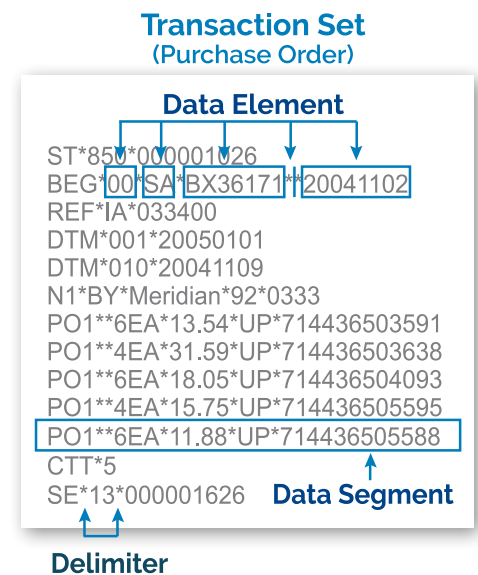 Transaction Set
(Purchase Order)
Data Element
ST*850*000001026
BEG*00*SA*BX36171**20041102
REF*IA*033400
DTM*001*20050101
DTM*010*20041109
N1*BY*Meridian*92*0333
PO1**6EA*13.54*UP*714436503591
PO1**4EA*31.59*UP*714436503638
PO1**6EA*18.05*UP*714436504093
PO1**4EA*15.75*UP*714436505595
PO1**6EA*11.88*UP*714436505588
CTT*5
SE*13*000001626
Data Segment
Delimiter